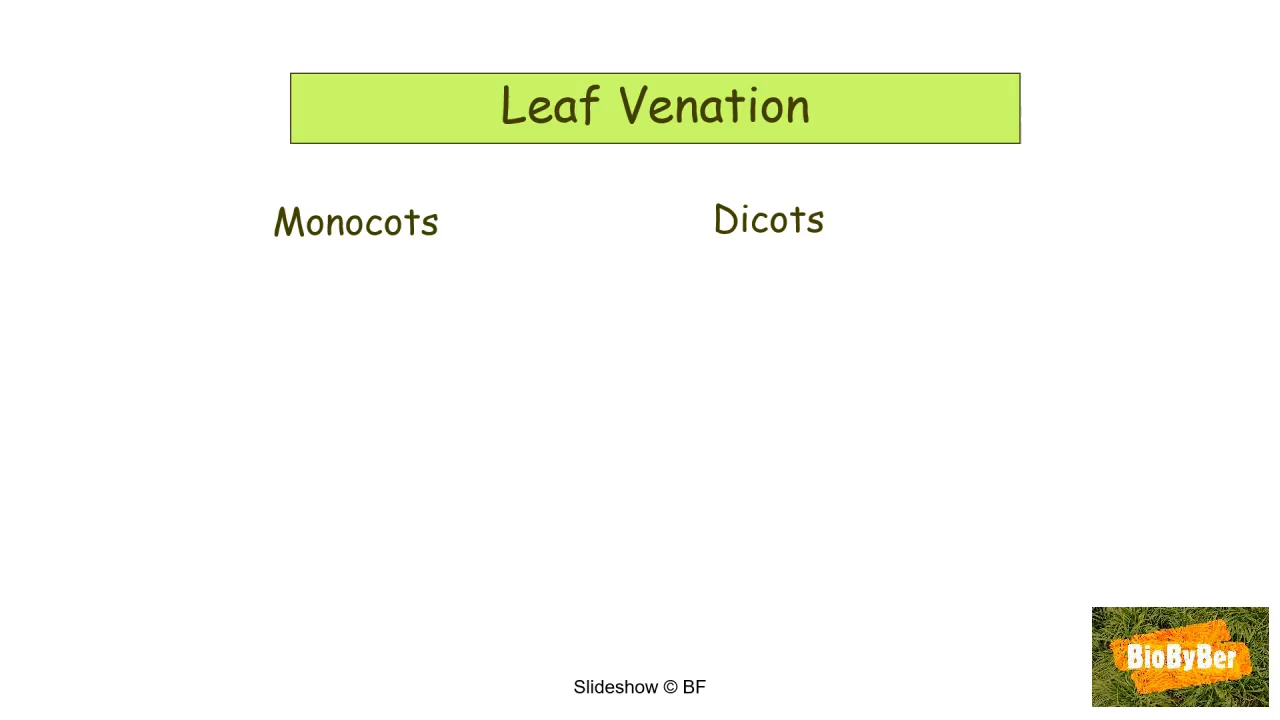 Leaf Venation
Monocots
Dicots
BioByBer
Slideshow © BF